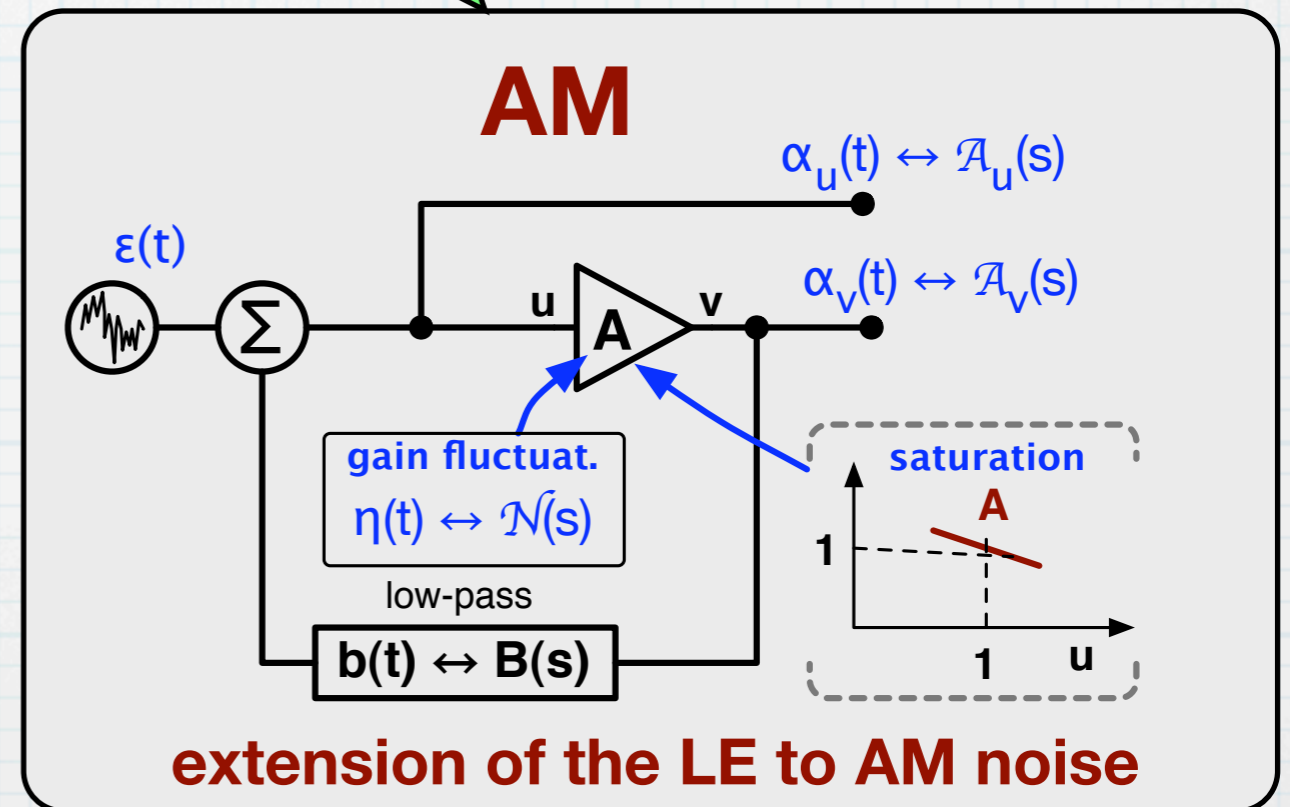 AM
αu(t) ↔ 𝒜u(s)
ε(t)
αv(t) ↔ 𝒜v(s)
Σ
u
A
v
gain fluctuat.
η(t) ↔ 𝒩(s)
saturation
A
1
1
u
low-pass
b(t) ↔ B(s)
extension of the LE to AM noise